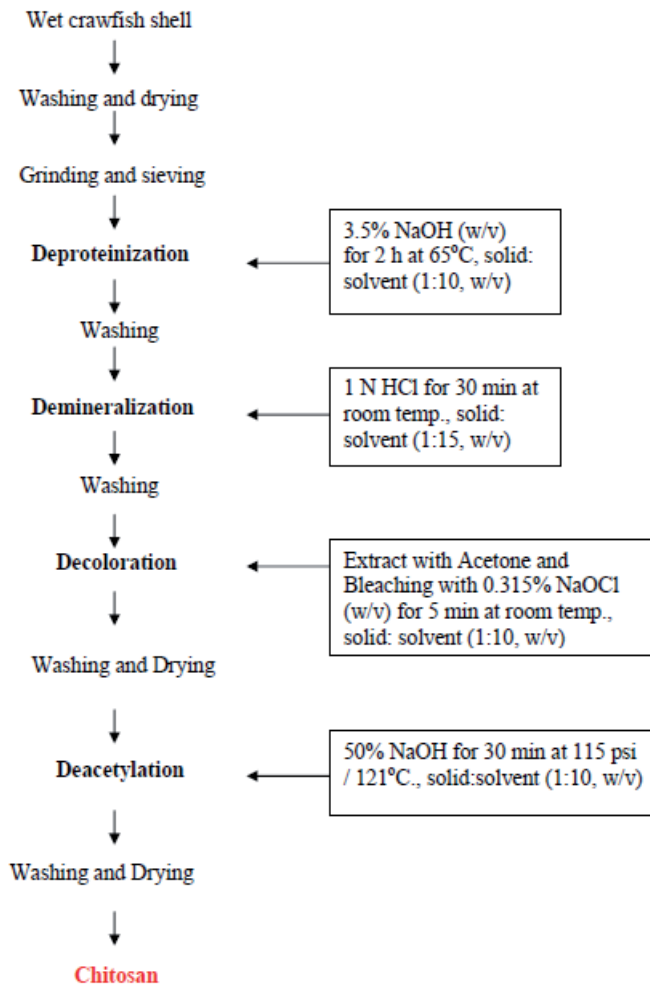 Wet crawfish shell
Washing and drying
Grinding and sieving
Deproteinization
3.5% NaOH (w/v)
for 2 h at 65⁰C, solid:
solvent (1:10, w/v)
Washing
Demineralization
1 N HCl for 30 min at
room temp., solid:
solvent (1:15, w/v)
Washing
Decoloration
Extract with Acetone and
Bleaching with 0.315% NaOCl
(w/v) for 5 min at room temp.,
solid: solvent (1:10, w/v)
Washing and Drying
Deacetylation
50% NaOH for 30 min at 115 psi
/ 121⁰C., solid:solvent (1:10, w/v)
Washing and Drying
Chitosan